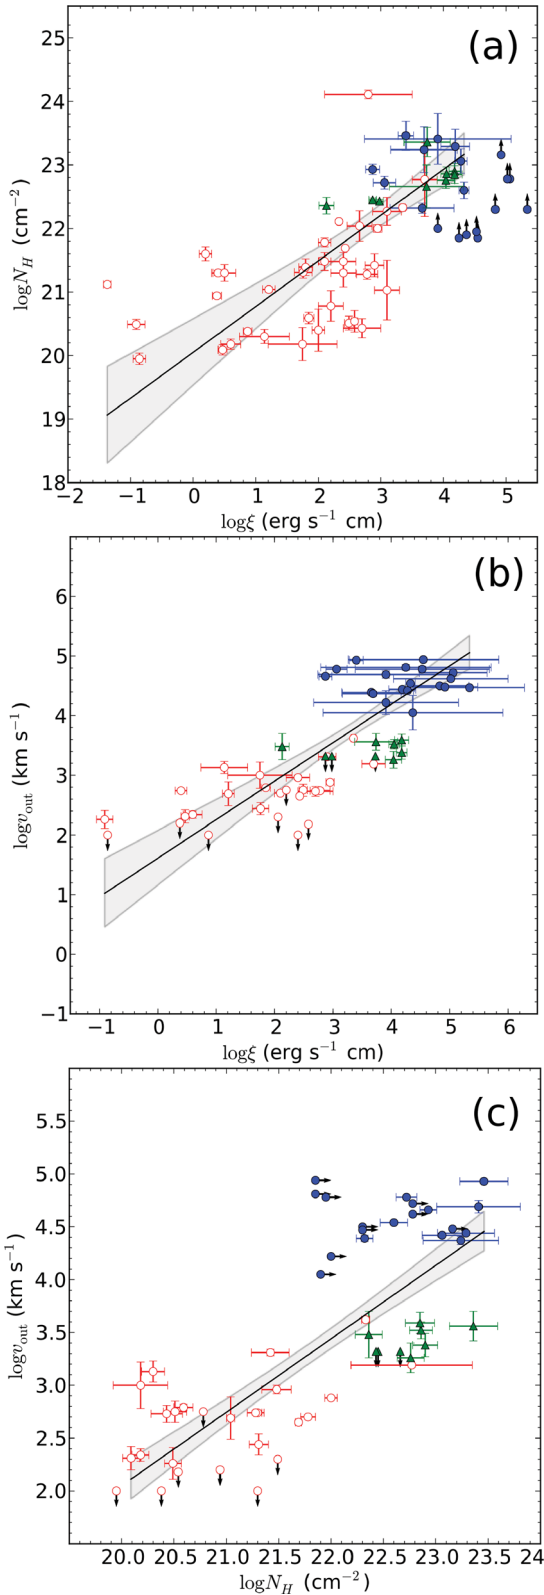 (a)
25
24
23
22
21
20
19
18
logN_H (cm⁻²)
−2 −1 0 1 2 3 4 5
logξ (erg s⁻¹ cm)
(b)
6
5
4
3
2
1
0
−1
logv_out (km s⁻¹)
−1 0 1 2 3 4 5 6
logξ (erg s⁻¹ cm)
(c)
5.5
5.0
4.5
4.0
3.5
3.0
2.5
2.0
logv_out (km s⁻¹)
20.0 20.5 21.0 21.5 22.0 22.5 23.0 23.5 24
logN_H (cm⁻²)